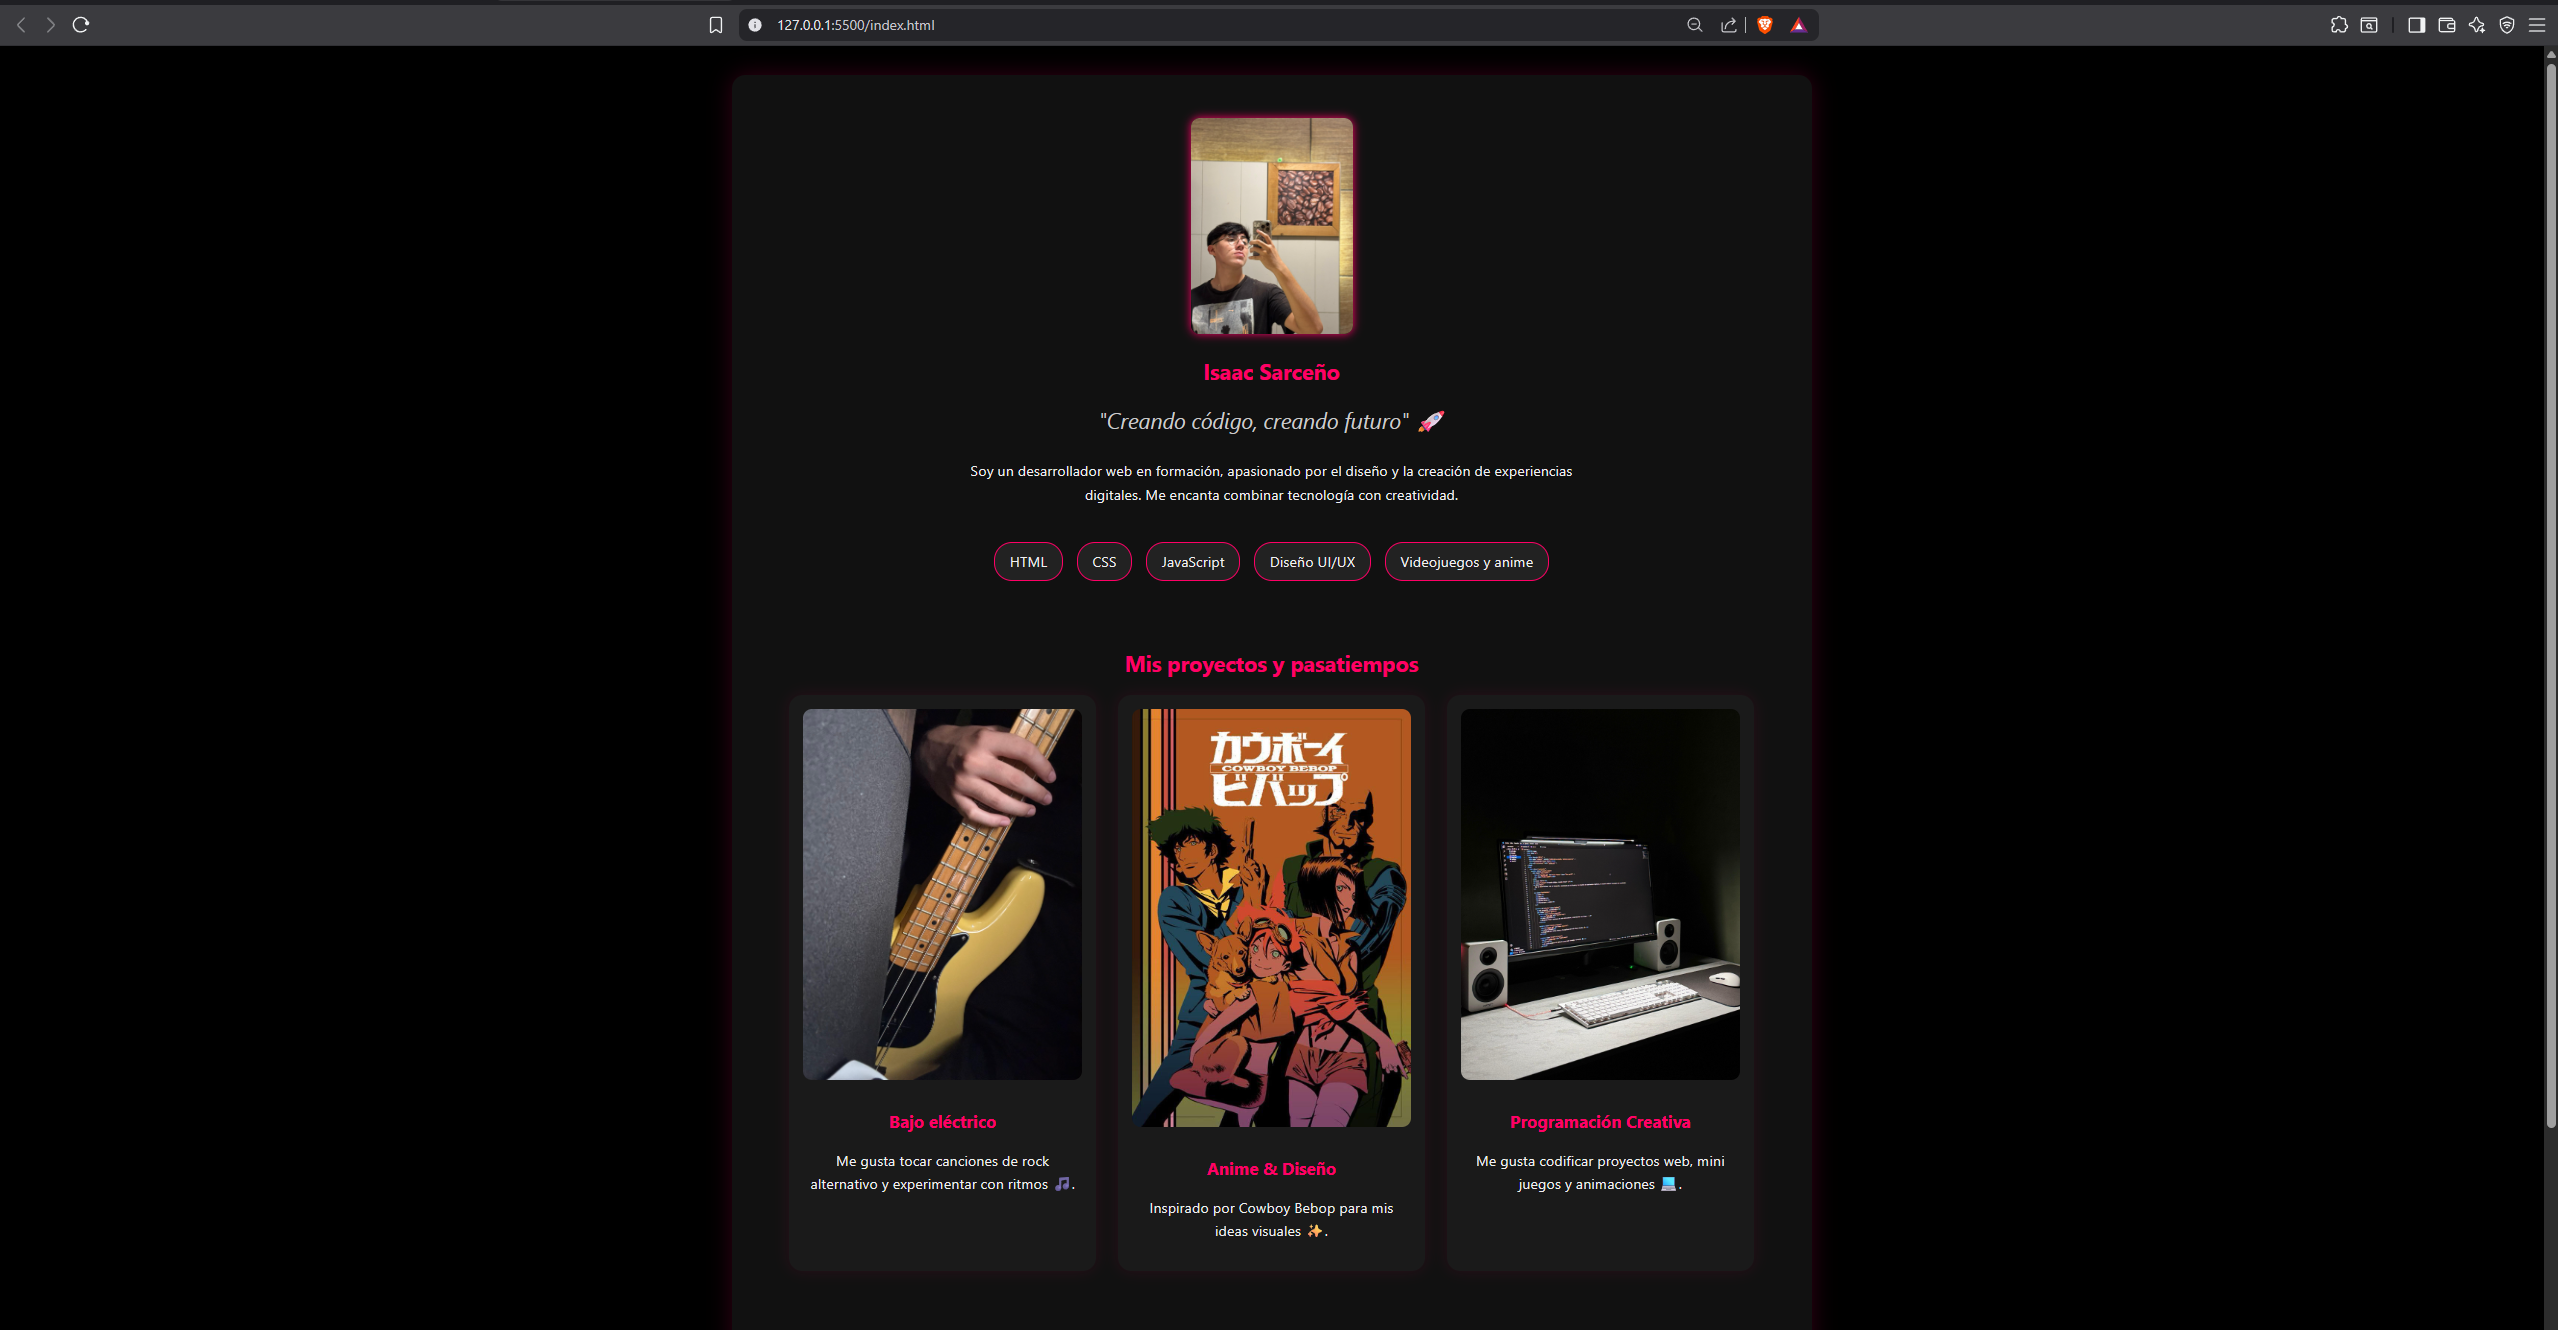 127.0.0.1:5500/index.html
Isaac Sarceño
"Creando código, creando futuro" 🚀
Soy un desarrollador web en formación, apasionado por el diseño y la creación de experiencias
digitales. Me encanta combinar tecnología con creatividad.
HTML
CSS
JavaScript
Diseño UI/UX
Videojuegos y anime
Mis proyectos y pasatiempos
カウボーイ
COWBOY BEBOP
ビバップ
Bajo eléctrico
Me gusta tocar canciones de rock
alternativo y experimentar con ritmos 🎵.
Anime & Diseño
Inspirado por Cowboy Bebop para mis
ideas visuales ✨.
Programación Creativa
Me gusta codificar proyectos web, mini
juegos y animaciones 💻.